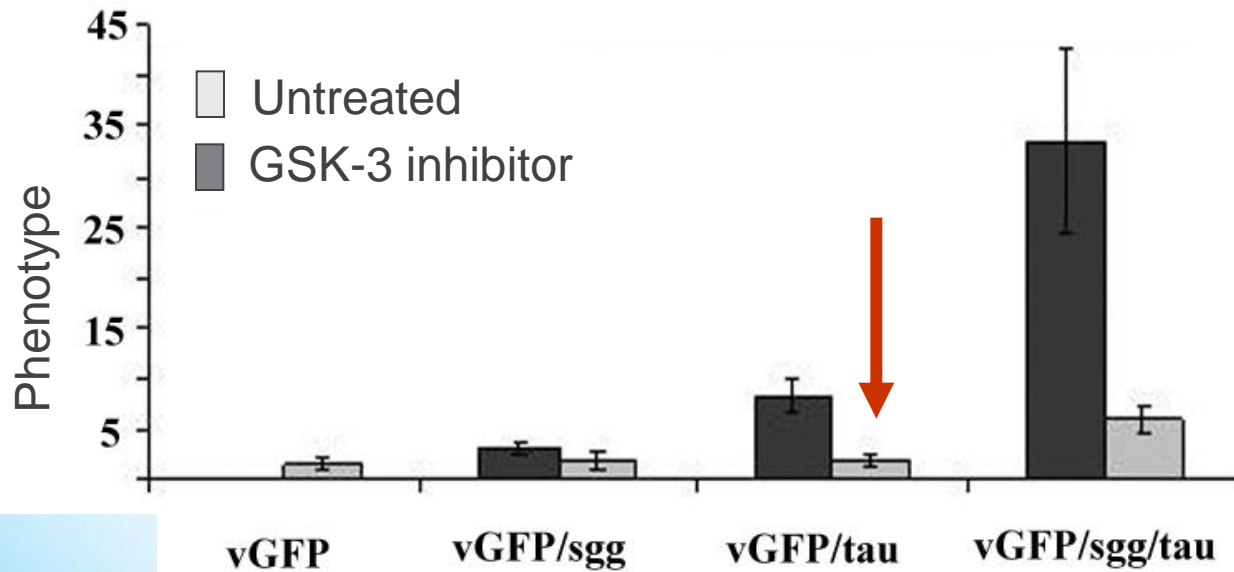 45
35
25
15
5
Phenotype
Untreated
GSK-3 inhibitor
vGFP
vGFP/sgg
vGFP/tau
vGFP/sgg/tau